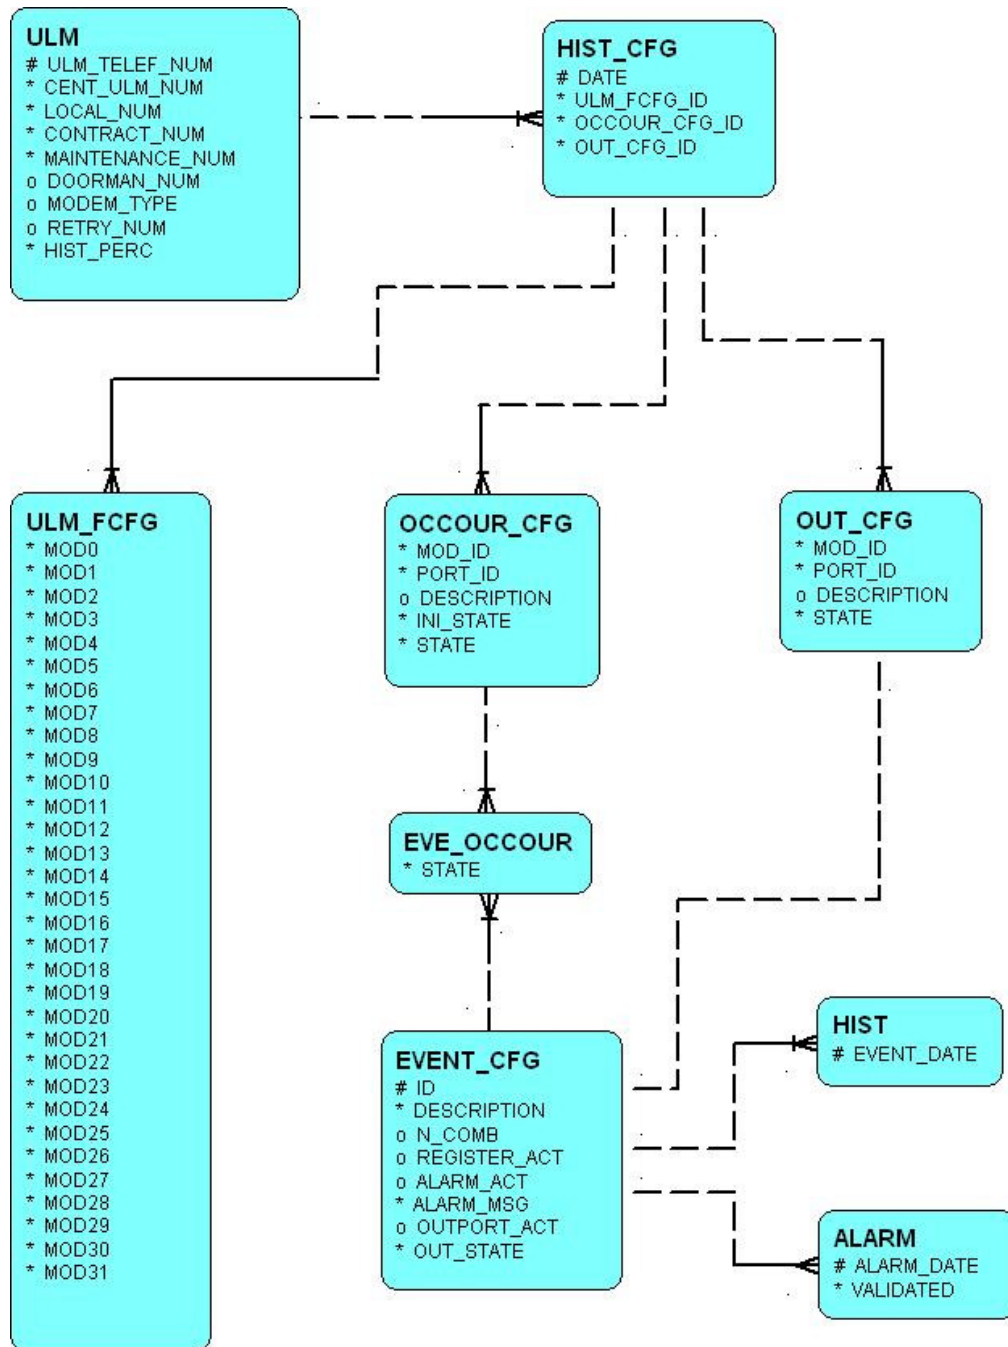 ULM
# ULM_TELEF_NUM
* CENT_ULM_NUM
* LOCAL_NUM
* CONTRACT_NUM
* MAINTENANCE_NUM
o DOORMAN_NUM
o MODEM_TYPE
o RETRY_NUM
* HIST_PERC
HIST_CFG
# DATE
* ULM_FCFG_ID
* OCCOUR_CFG_ID
* OUT_CFG_ID
ULM_FCFG
* MOD0
* MOD1
* MOD2
* MOD3
* MOD4
* MOD5
* MOD6
* MOD7
* MOD8
* MOD9
* MOD10
* MOD11
* MOD12
* MOD13
* MOD14
* MOD15
* MOD16
* MOD17
* MOD18
* MOD19
* MOD20
* MOD21
* MOD22
* MOD23
* MOD24
* MOD25
* MOD26
* MOD27
* MOD28
* MOD29
* MOD30
* MOD31
OCCOUR_CFG
* MOD_ID
* PORT_ID
o DESCRIPTION
* INI_STATE
* STATE
OUT_CFG
* MOD_ID
* PORT_ID
o DESCRIPTION
* STATE
EVE_OCCOUR
* STATE
EVENT_CFG
# ID
* DESCRIPTION
o N_COMB
o REGISTER_ACT
o ALARM_ACT
* ALARM_MSG
o OUTPORT_ACT
* OUT_STATE
HIST
# EVENT_DATE
ALARM
# ALARM_DATE
* VALIDATED